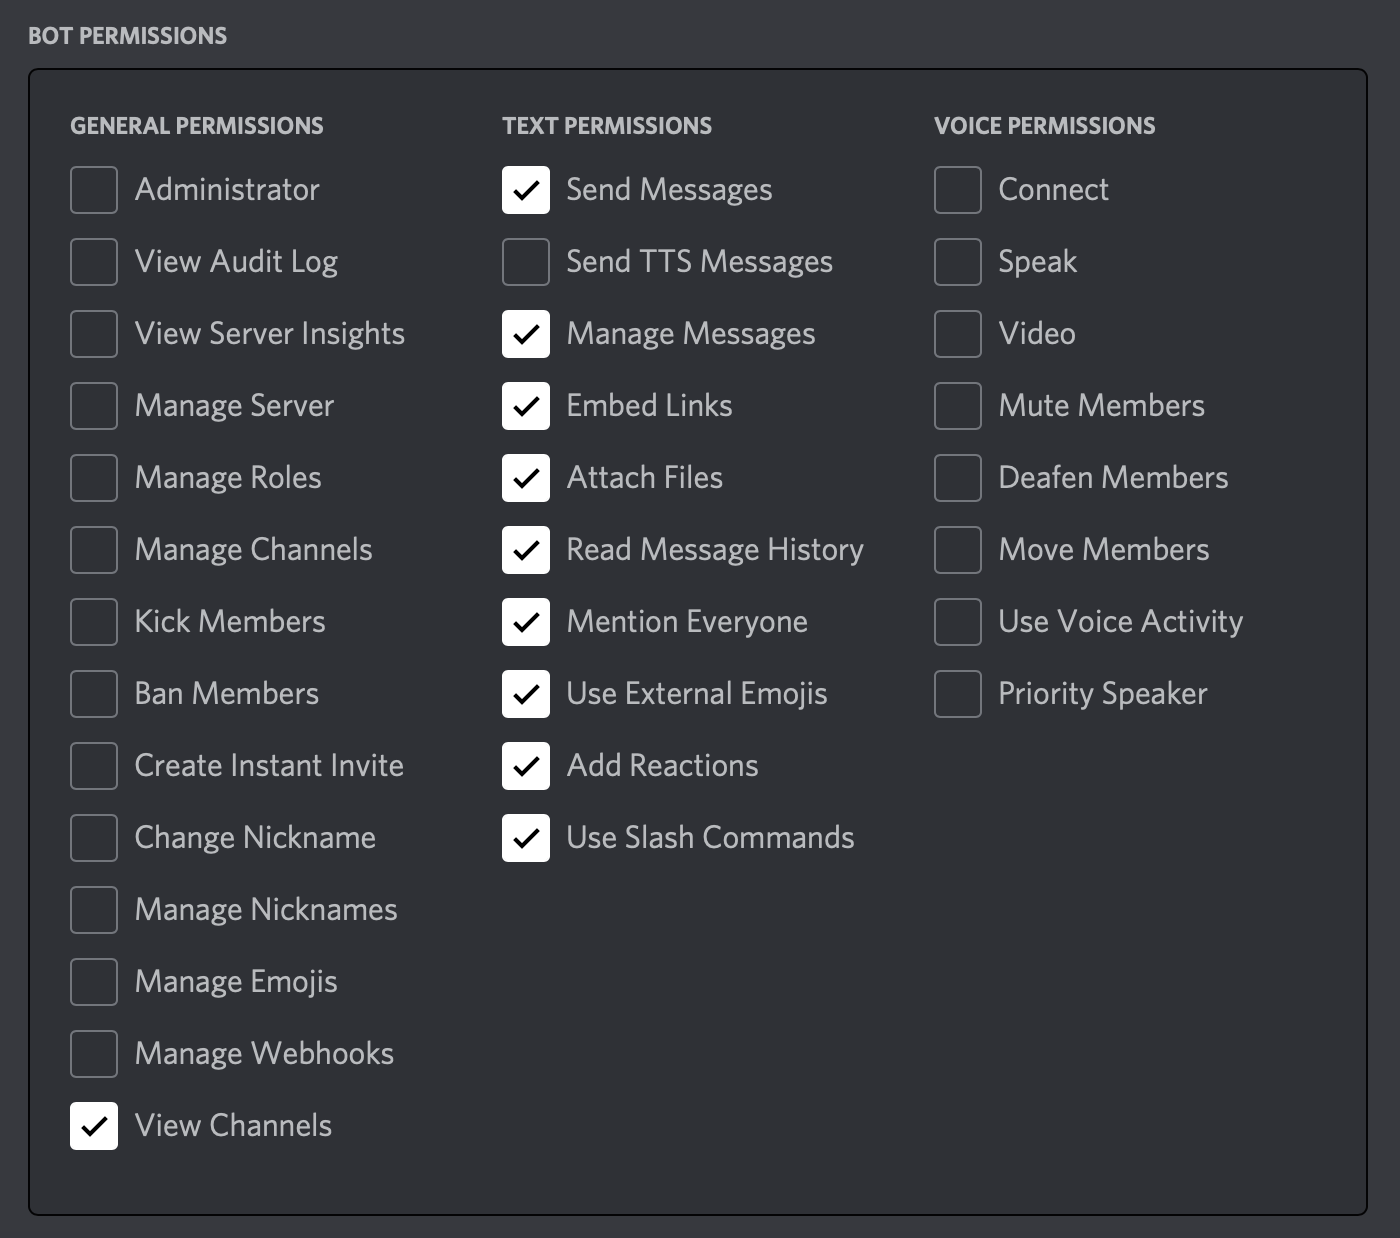 BOT PERMISSIONS
GENERAL PERMISSIONS
Administrator
View Audit Log
View Server Insights
Manage Server
Manage Roles
Manage Channels
Kick Members
Ban Members
Create Instant Invite
Change Nickname
Manage Nicknames
Manage Emojis
Manage Webhooks
View Channels
TEXT PERMISSIONS
Send Messages
Send TTS Messages
Manage Messages
Embed Links
Attach Files
Read Message History
Mention Everyone
Use External Emojis
Add Reactions
Use Slash Commands
VOICE PERMISSIONS
Connect
Speak
Video
Mute Members
Deafen Members
Move Members
Use Voice Activity
Priority Speaker